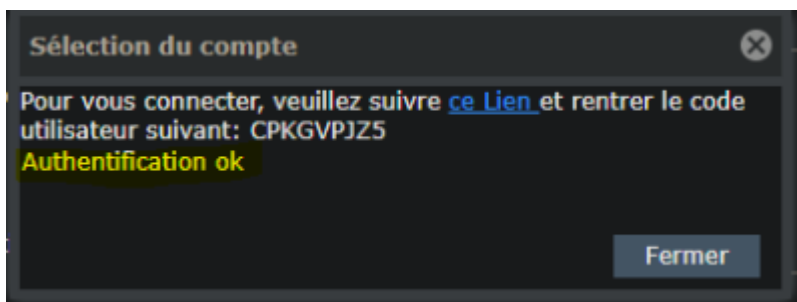 Sélection du compte
Pour vous connecter, veuillez suivre ce Lien et rentrer le code
utilisateur suivant: CPKGVPJZ5
Authentification ok
Fermer